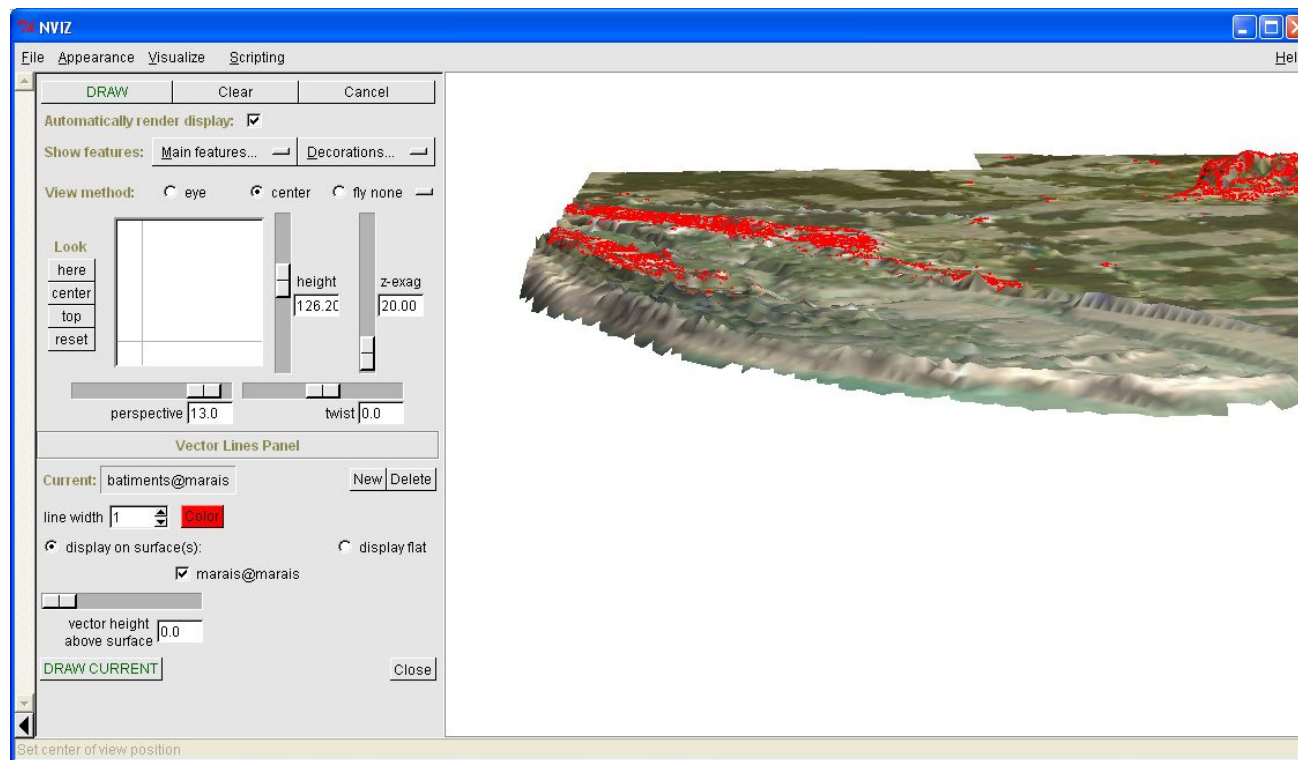 NVIZ
File Appearance Visualize Scripting Hel
DRAW Clear Cancel
Automatically render display:
Show features: Main features... Decorations...
View method: eye center fly none
Look
here
center
top
reset
height
126.20
z-exag
20.00
perspective 13.0
twist 0.0
Vector Lines Panel
Current: batiments@marais New Delete
line width 1 Color
display on surface(s): display flat
marais@marais
vector height
above surface 0.0
DRAW CURRENT Close
Set center of view position